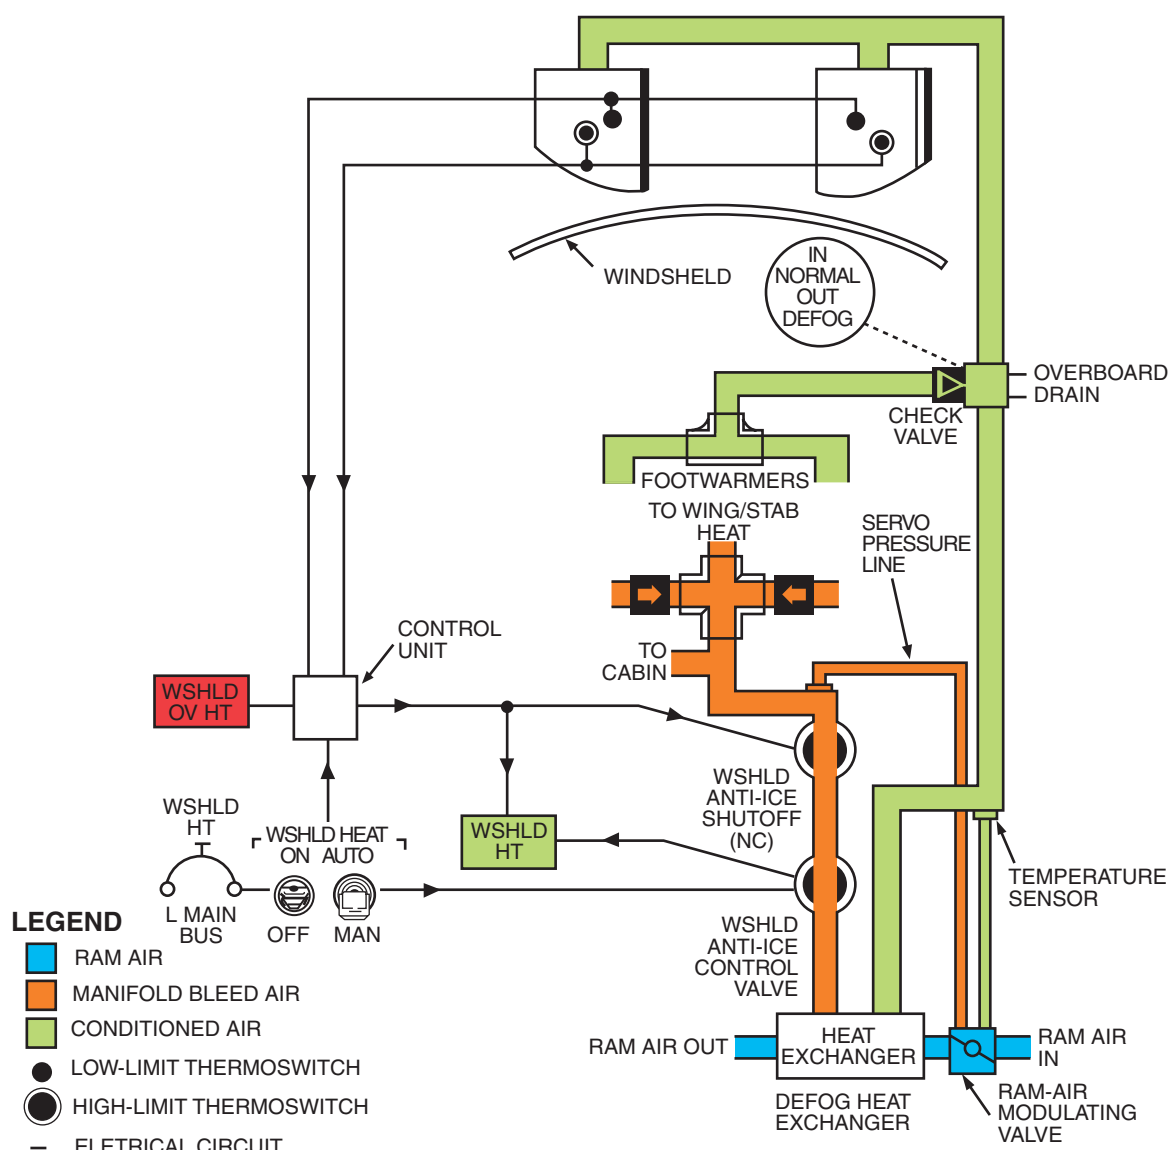 WINDSHELD
IN
NORMAL
OUT
DEFOG
OVERBOARD
DRAIN
CHECK
VALVE
FOOTWARMERS
TO WING/STAB
HEAT
SERVO
PRESSURE
LINE
CONTROL
UNIT
TO
CABIN
WSHLD
OV HT
WSHLD
ANTI-ICE
SHUTOFF
(NC)
WSHLD
HT
WSHLD HEAT
ON AUTO
WSHLD
HT
TEMPERATURE
SENSOR
L MAIN
BUS
OFF
MAN
WSHLD
ANTI-ICE
CONTROL
VALVE
LEGEND
RAM AIR
MANIFOLD BLEED AIR
CONDITIONED AIR
LOW-LIMIT THERMOSWITCH
HIGH-LIMIT THERMOSWITCH
ELETRICAL CIRCUIT
RAM AIR OUT
HEAT
EXCHANGER
RAM AIR
IN
DEFOG HEAT
EXCHANGER
RAM-AIR
MODULATING
VALVE